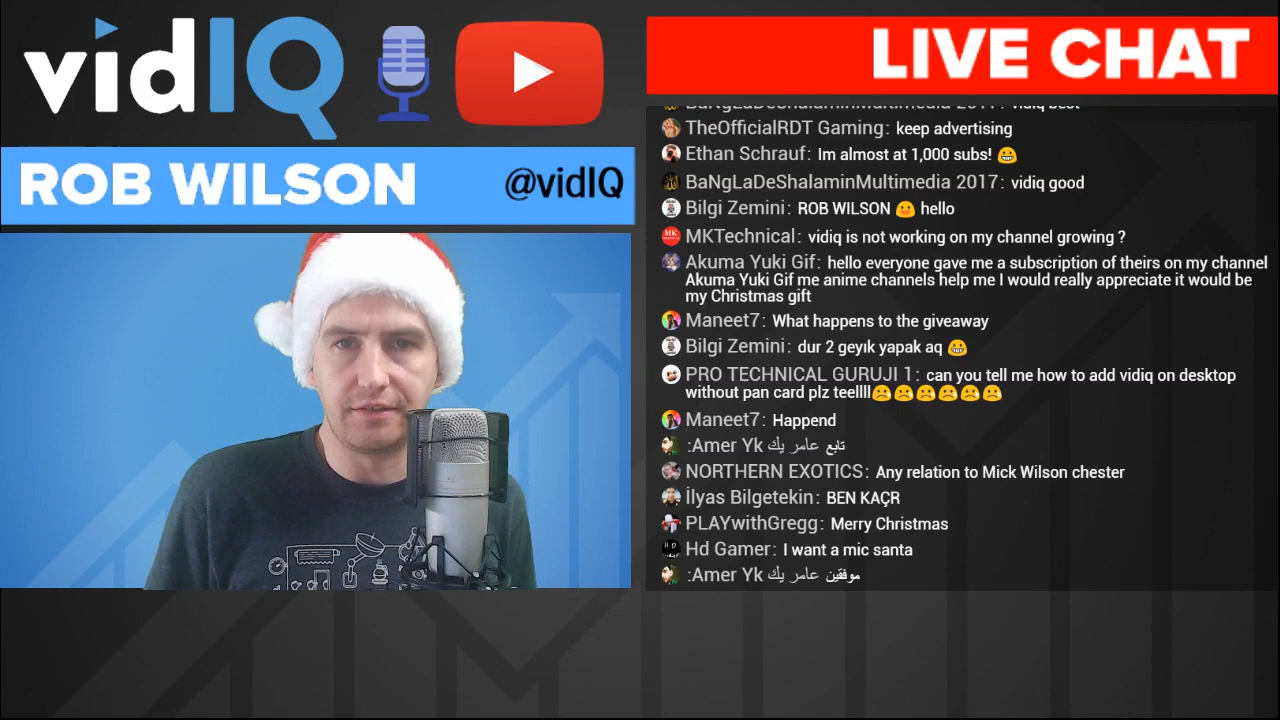 vidIQ
ROB WILSON
@vidIQ
LIVE CHAT
BaNgLaDeShalaminMultimedia 2017: vidiq best
TheOfficialRDT Gaming: keep advertising
Ethan Schrauf: Im almost at 1,000 subs! 😀
BaNgLaDeShalaminMultimedia 2017: vidiq good
Bilgi Zemini: ROB WILSON 😛 hello
MKTechnical: vidiq is not working on my channel growing ?
Akuma Yuki Gif: hello everyone gave me a subscription of theirs on my channel
Akuma Yuki Gif me anime channels help me I would really appreciate it would be
my Christmas gift
Maneet7: What happens to the giveaway
Bilgi Zemini: dur 2 geyık yapak aq 😁
PRO TECHNICAL GURUJI 1: can you tell me how to add vidiq on desktop
without pan card plz teellll😢😢😢😢😢😢
Maneet7: Happend
:Amer Yk عامر يك تابع
NORTHERN EXOTICS: Any relation to Mick Wilson chester
İlyas Bilgetekin: BEN KAÇR
PLAYwithGregg: Merry Christmas
Hd Gamer: I want a mic santa
:Amer Yk عامر يك موفقين